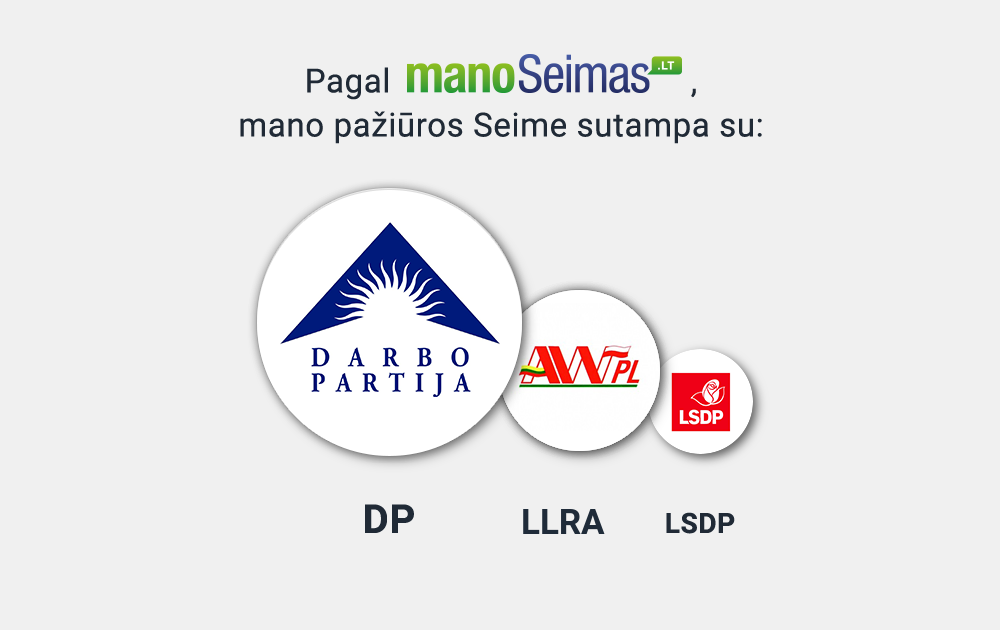 Pagal manoSeimas.LT ,
mano pažiūros Seime sutampa su:
DARBO
PARTIJA
AWPL
LSDP
DP LLRA LSDP